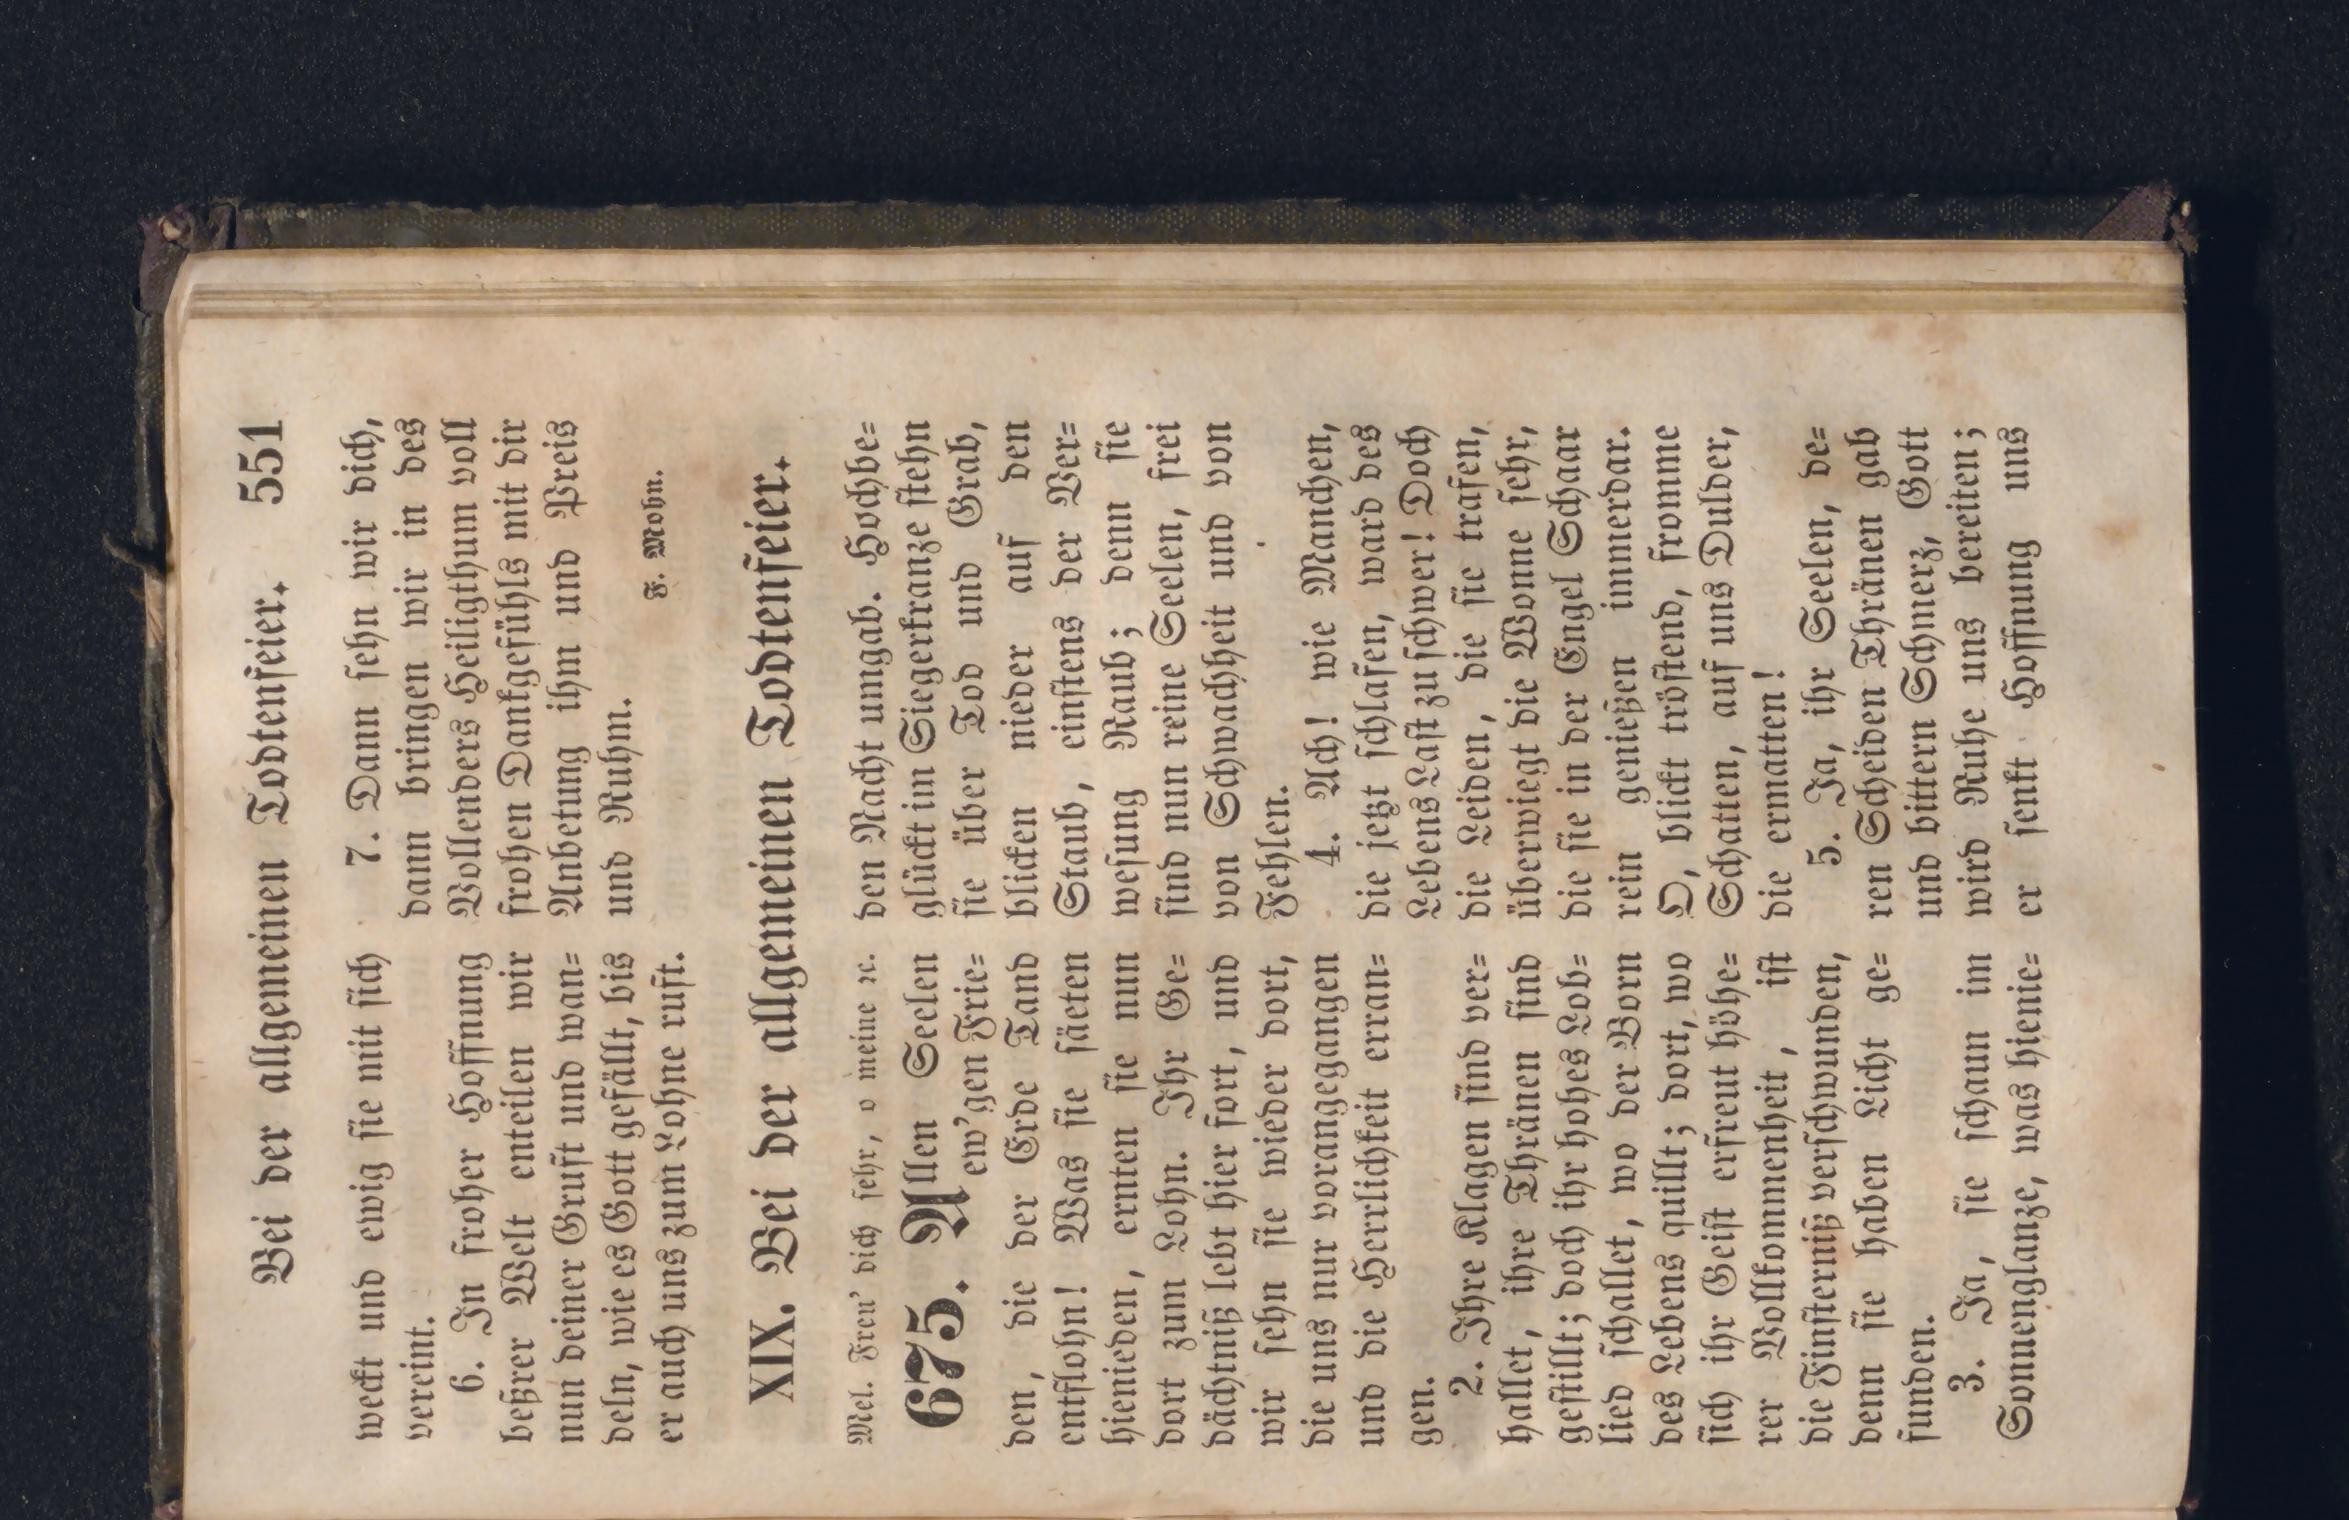 Bei der allgemeinen Todtenfeier. 551
weckt und ewig sie mit sich
vereint.
6. In froher Hoffnung
beßrer Welt enteilen wir
nun deiner Gruft und wan=
deln, wie es Gott gefällt, bis
er auch uns zum Lohne ruft.
7. Dann sehn wir dich,
dann bringen wir in des
Vollenders Heiligthum voll
frohen Dankgefühls mit dir
Anbetung ihm und Preis
und Ruhm.
F. Mohn.
XIX. Bei der allgemeinen Todtenfeier.
Mel. Freu' dich sehr, o meine ꝛc.
675. Allen Seelen
ew'gen Frie=
den, die der Erde Tand
entflohn! Was sie säeten
hienieden, ernten sie nun
dort zum Lohn. Ihr Ge=
dächtniß lebt hier fort, und
wir sehn sie wieder dort,
die uns nur vorangegangen
und die Herrlichkeit erran=
gen.
2. Ihre Klagen sind ver=
hallet, ihre Thränen sind
gestillt; doch ihr hohes Lob=
lied schallet, wo der Born
des Lebens quillt; dort, wo
sich ihr Geist erfreut höhe=
rer Vollkommenheit, ist
die Finsterniß verschwunden,
denn sie haben Licht ge=
funden.
3. Ja, sie schaun im
Sonnenglanze, was hienie=
den Nacht umgab. Hochbe=
glückt im Siegerkranze stehn
sie über Tod und Grab,
blicken nieder auf den
Staub, einstens der Ver=
wesung Raub; denn sie
sind nun reine Seelen, frei
von Schwachheit und von
Fehlen.
4. Ach! wie Manchen,
die jetzt schlafen, ward des
Lebens Last zu schwer! Doch
die Leiden, die sie trafen,
überwiegt die Wonne sehr,
die sie in der Engel Schaar
rein genießen immerdar.
O, blickt tröstend, fromme
Schatten, auf uns Dulder,
die ermatten!
5. Ja, ihr Seelen, de=
ren Scheiden Thränen gab
und bittern Schmerz, Gott
wird Ruhe uns bereiten;
er senkt Hoffnung uns